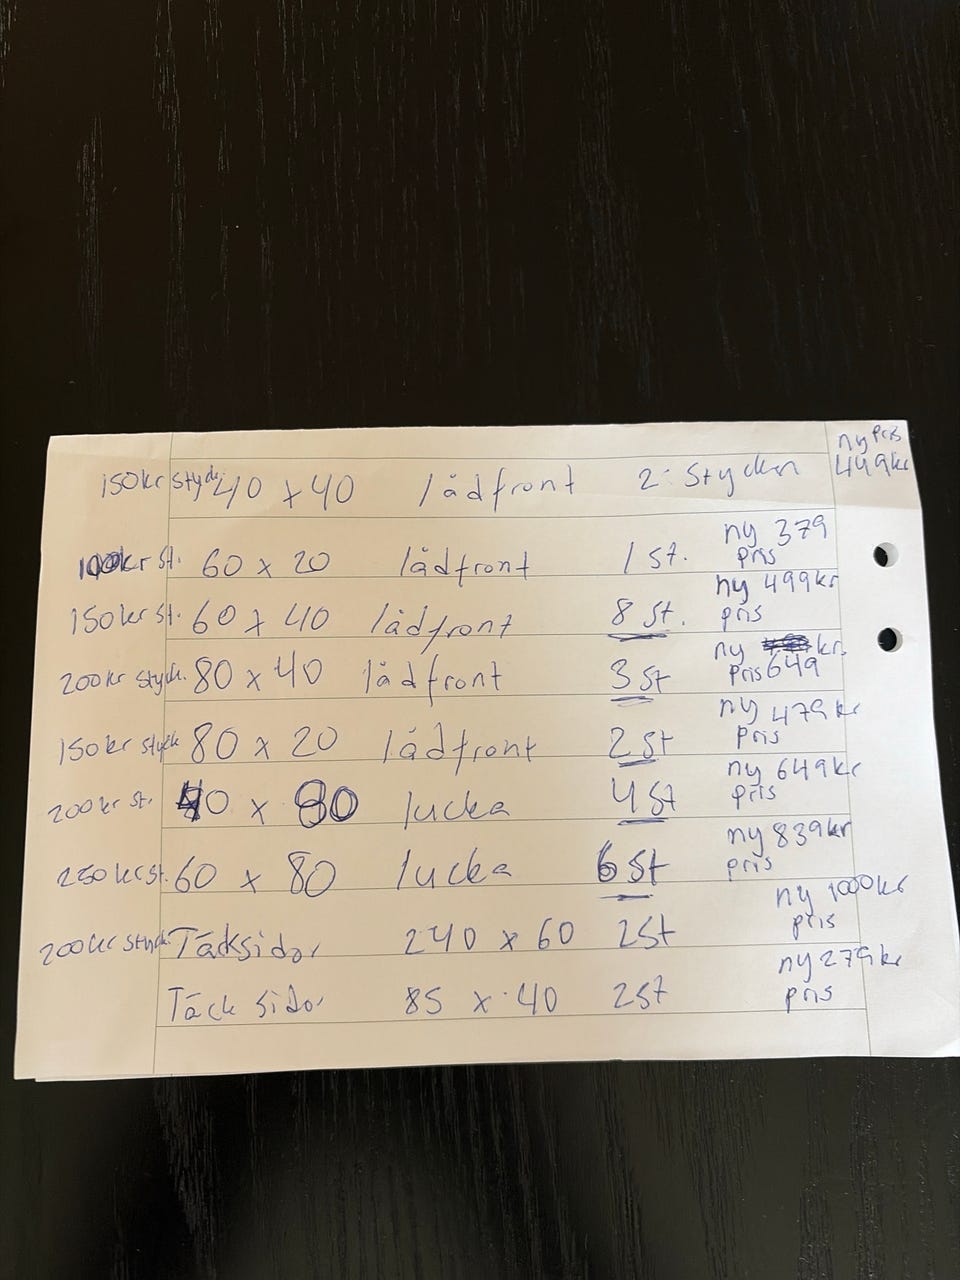 150kr styck 40 x 40 lådfront 2: Stycken ny pris 449kr
100kr st. 60 x 20 lådfront 1 st. ny pris 379
150kr st. 60 x 40 lådfront 8 St. ny pris 499kr
200kr styck. 80 x 40 lådfront 3 St ny pris 649 kr.
150kr styck 80 x 20 lådfront 2 St ny pris 479kr
200kr st. 40 x 80 lucka 4 St ny pris 649kr
250kr st. 60 x 80 lucka 6 St ny pris 839kr
200kr styck Täcksidor 240 x 60 2St ny pris 1000kr
Täck sidor 85 x 40 2St ny pris 279kr